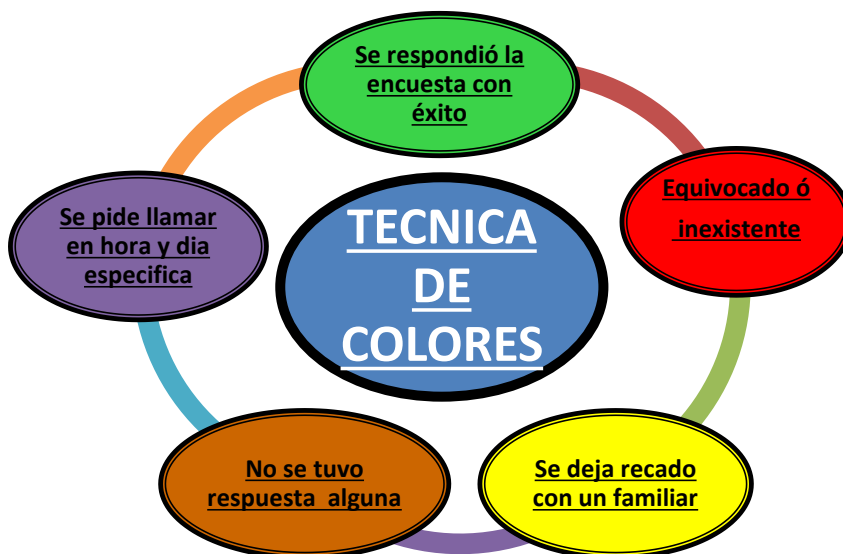 Se respondió la
encuesta con
éxito
Equivocado ó
inexistente
Se pide llamar
en hora y dia
especifica
TECNICA
DE
COLORES
No se tuvo
respuesta alguna
Se deja recado
con un familiar